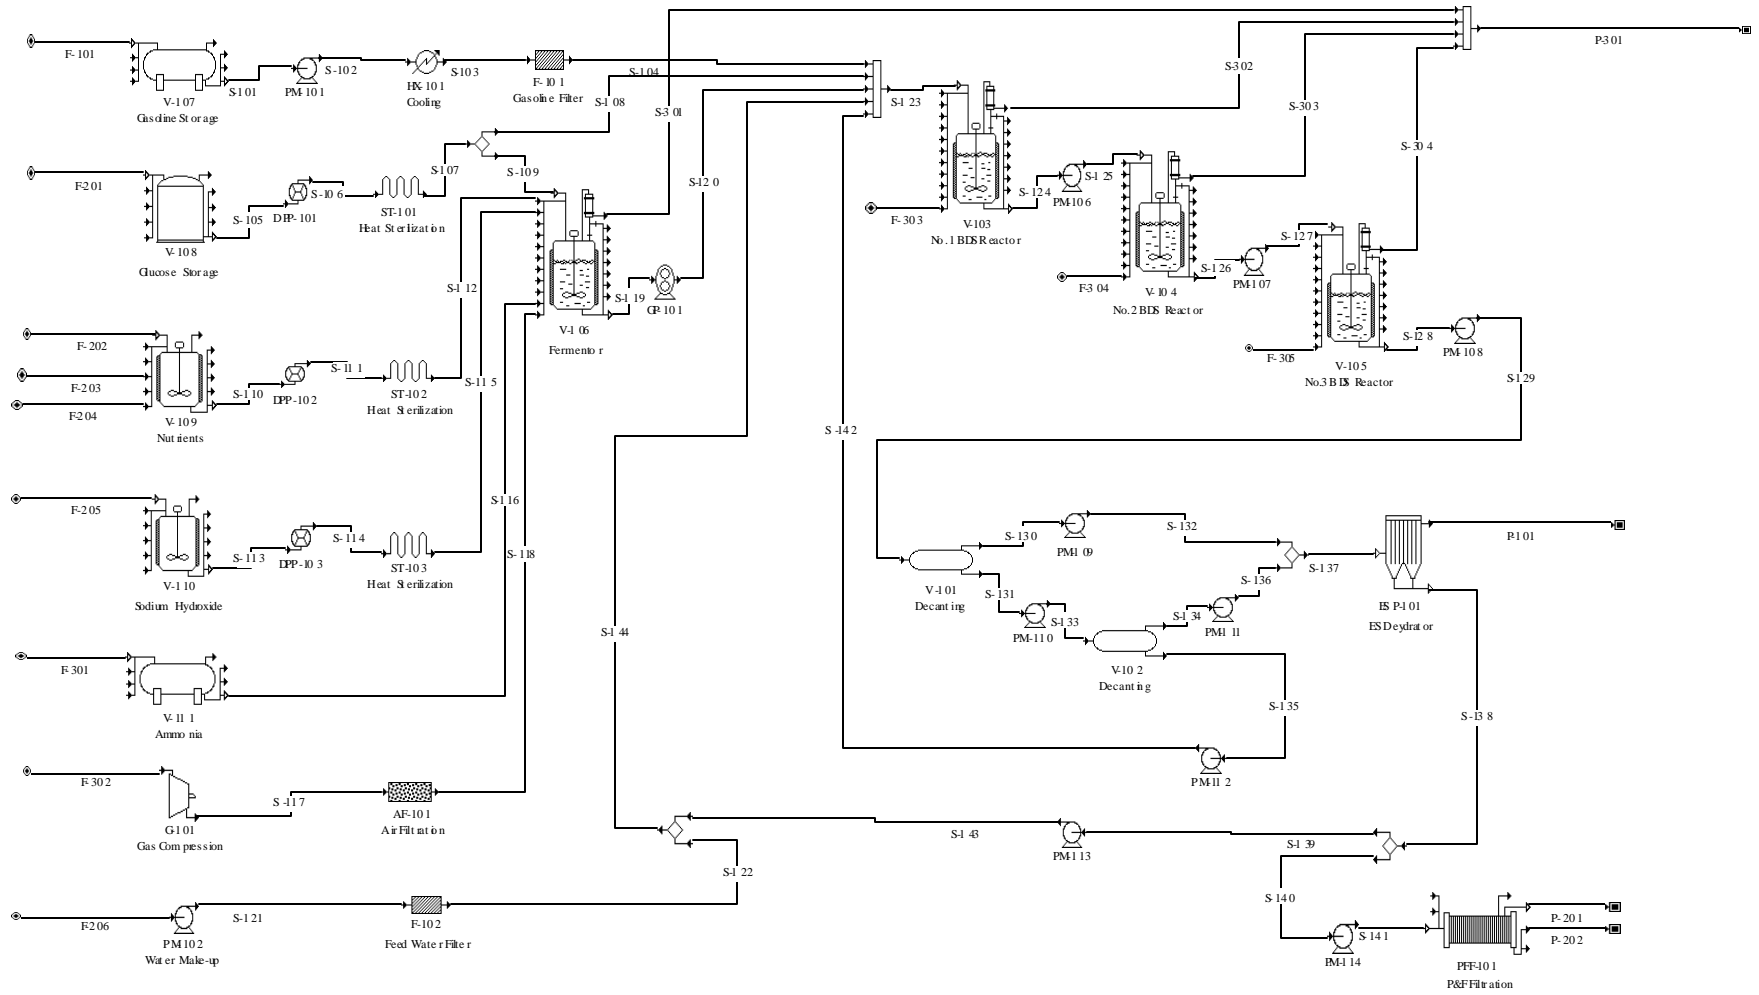 P-301
F-101
S-101
PM-101
S-102
HX-101
Cooling
S-103
F-101
Gasoline Filter
S-104
V-107
Gasoline Storage
S-108
S-301
S-123
S-302
S-303
S-304
F-201
S-105
DPP-101
S-106
ST-101
Heat Sterilization
S-107
S-109
S-120
V-108
Glucose Storage
F-303
V-103
No.1 BDS Reactor
S-124
PM-106
S-125
F-304
V-104
No.2 BDS Reactor
S-126
PM-107
S-127
F-305
V-105
No.3 BDS Reactor
S-128
PM-108
S-129
S-112
S-119
GP-101
V-106
Fermentor
F-202
F-203
F-204
S-110
DPP-102
S-111
ST-102
Heat Sterilization
S-115
V-109
Nutrients
S-142
F-205
S-113
DPP-103
S-114
ST-103
Heat Sterilization
S-116
S-118
V-110
Sodium Hydroxide
S-130
PM-109
S-132
V-101
Decanting
S-131
PM-110
S-133
V-102
Decanting
S-134
PM-111
S-136
S-137
P-101
ESP-101
ESDeydrator
S-144
S-135
S-138
F-301
V-111
Ammonia
PM-112
F-302
G-101
Gas Compression
S-117
AF-101
Air Filtration
S-143
PM-113
S-139
S-122
S-140
F-206
PM102
Water Make-up
S-121
F-102
Feed Water Filter
PM-114
S-141
P-201
P-202
PFF-101
P&F Filtration